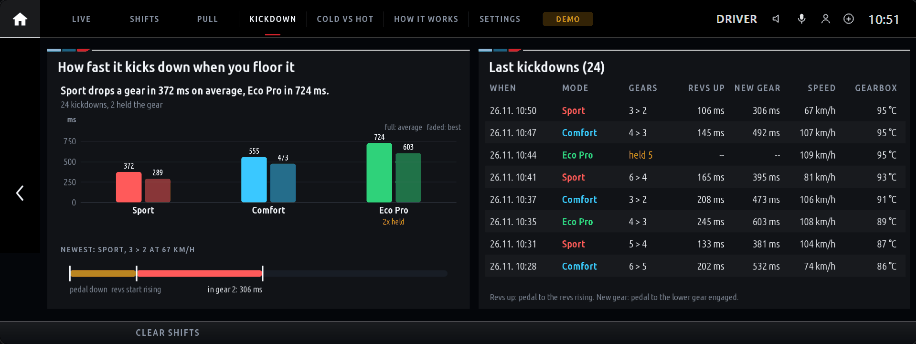 LIVE SHIFTS PULL KICKDOWN COLD VS HOT HOW IT WORKS SETTINGS DEMO DRIVER 10:51
How fast it kicks down when you floor it
Sport drops a gear in 372 ms on average, Eco Pro in 724 ms.
24 kickdowns, 2 held the gear
ms
full: average faded: best
750
500
250
0
372
289
555
473
724
603
Sport
Comfort
Eco Pro
2x held
NEWEST: SPORT, 3 > 2 AT 67 KM/H
pedal down revs start rising in gear 2: 306 ms
Last kickdowns (24)
WHEN MODE GEARS REVS UP NEW GEAR SPEED GEARBOX
26.11. 10:50 Sport 3 > 2 106 ms 306 ms 67 km/h 95 °C
26.11. 10:47 Comfort 4 > 3 145 ms 492 ms 107 km/h 95 °C
26.11. 10:44 Eco Pro held 5 – -- 109 km/h 95 °C
26.11. 10:41 Sport 6 > 4 165 ms 395 ms 81 km/h 93 °C
26.11. 10:37 Comfort 3 > 2 208 ms 473 ms 106 km/h 91 °C
26.11. 10:35 Eco Pro 4 > 3 245 ms 603 ms 108 km/h 89 °C
26.11. 10:31 Sport 5 > 4 133 ms 381 ms 104 km/h 87 °C
26.11. 10:28 Comfort 6 > 5 202 ms 532 ms 74 km/h 86 °C
Revs up: pedal to the revs rising. New gear: pedal to the lower gear engaged.
CLEAR SHIFTS